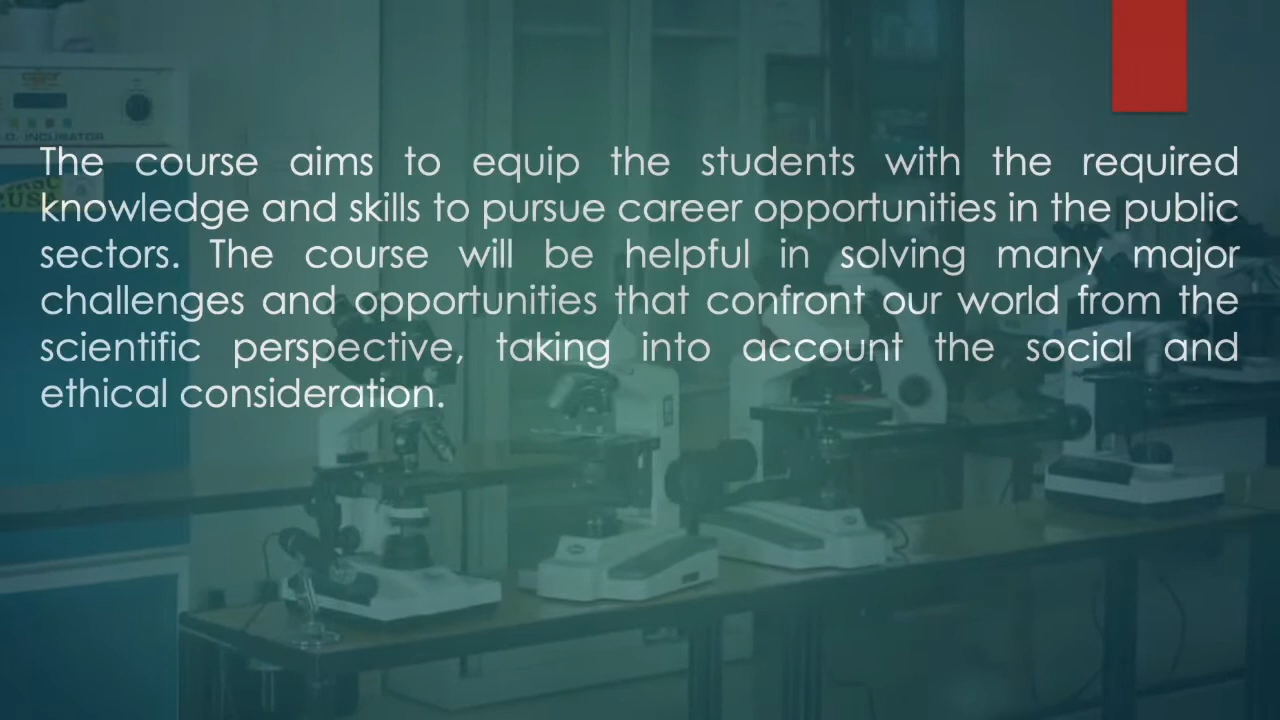 O. INCUBATOR
The course aims to equip the students with the required
knowledge and skills to pursue career opportunities in the public
sectors. The course will be helpful in solving many major
challenges and opportunities that confront our world from the
scientific perspective, taking into account the social and
ethical consideration.